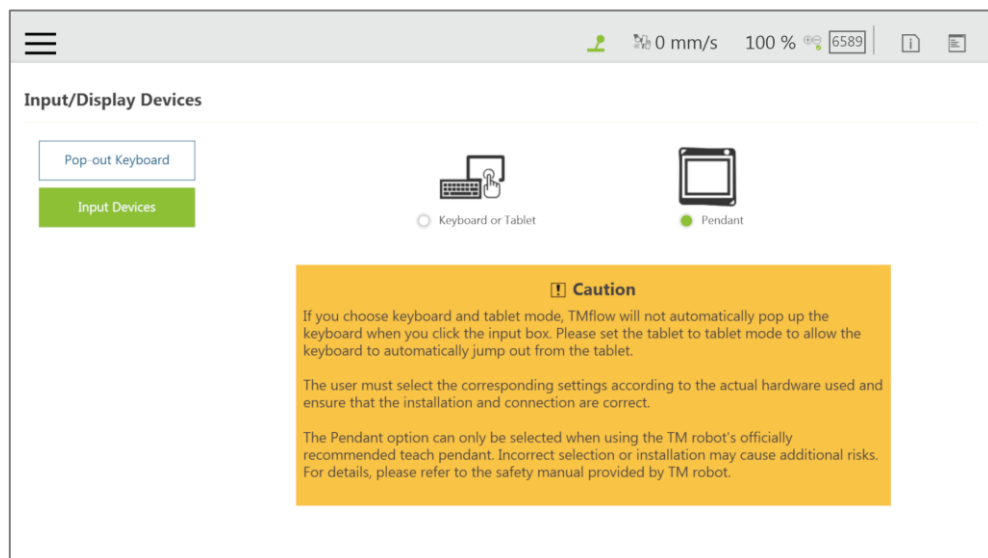 0 mm/s 100 % 6589
Input/Display Devices
Pop-out Keyboard
Input Devices
Keyboard or Tablet
Pendant
Caution
If you choose keyboard and tablet mode, TMflow will not automatically pop up the
keyboard when you click the input box. Please set the tablet to tablet mode to allow the
keyboard to automatically jump out from the tablet.
The user must select the corresponding settings according to the actual hardware used and
ensure that the installation and connection are correct.
The Pendant option can only be selected when using the TM robot's officially
recommended teach pendant. Incorrect selection or installation may cause additional risks.
For details, please refer to the safety manual provided by TM robot.